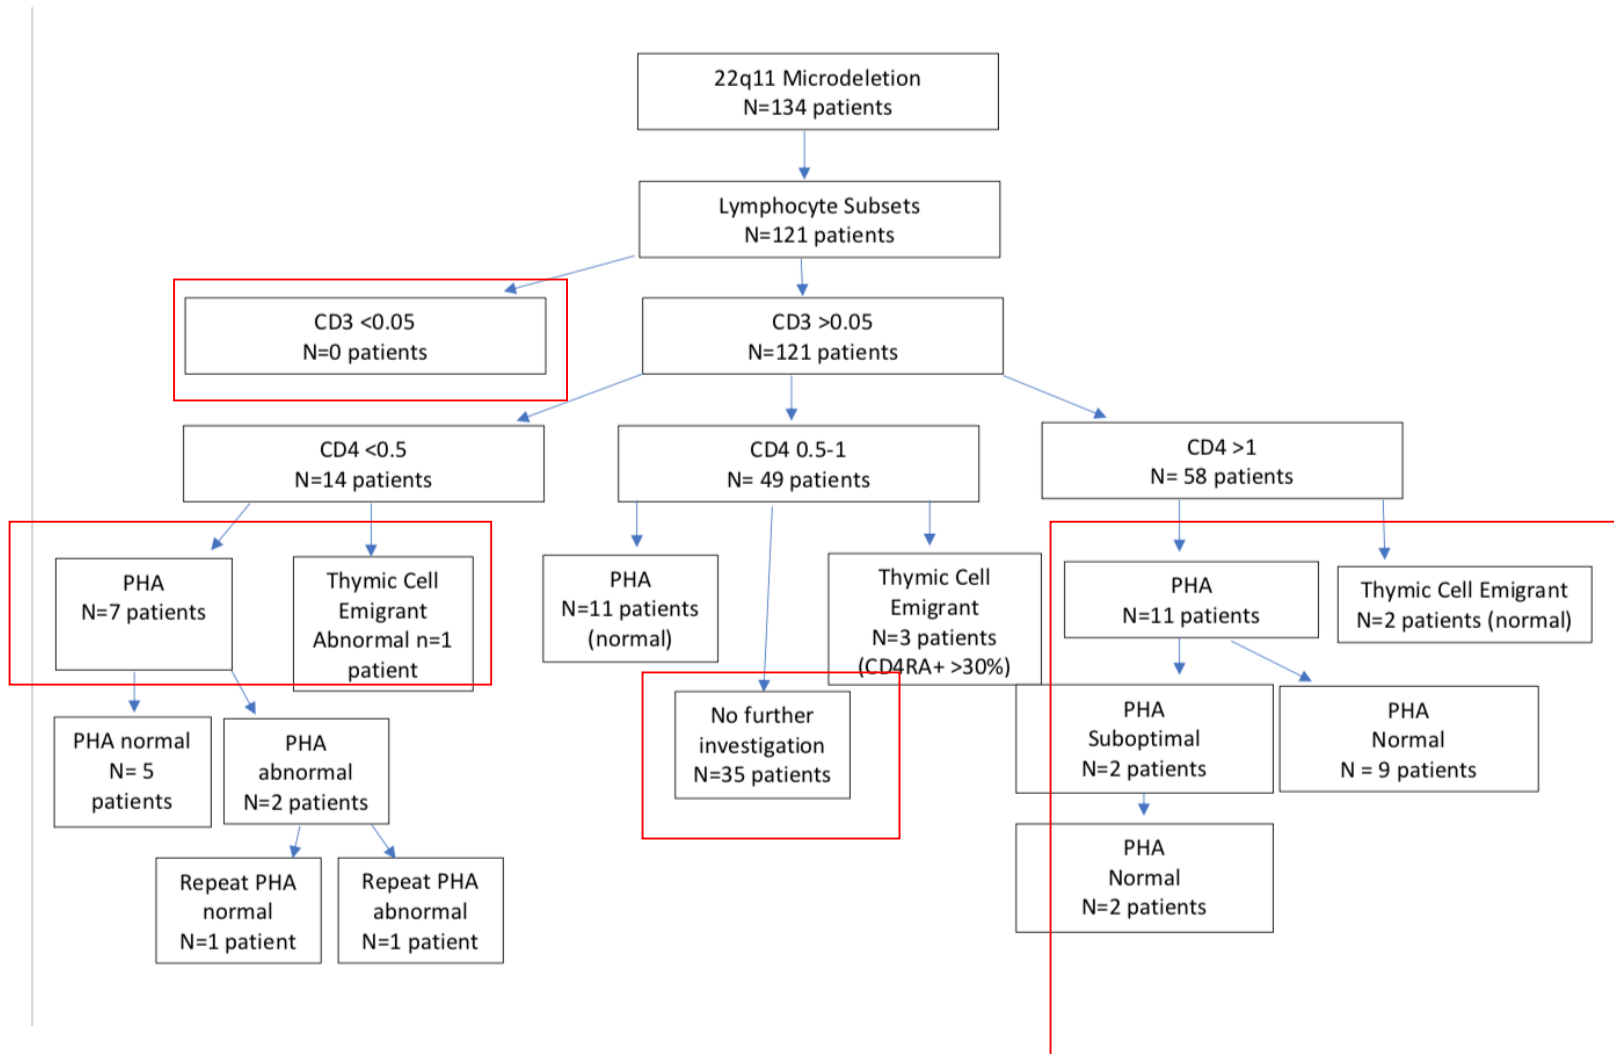 22q11 Microdeletion
N=134 patients
Lymphocyte Subsets
N=121 patients
CD3 <0.05
N=0 patients
CD3 >0.05
N=121 patients
CD4 <0.5
N=14 patients
CD4 0.5-1
N= 49 patients
CD4 >1
N= 58 patients
PHA
N=7 patients
Thymic Cell
Emigrant
Abnormal n=1
patient
PHA
N=11 patients
(normal)
Thymic Cell
Emigrant
N=3 patients
(CD4RA+ >30%)
PHA
N=11 patients
Thymic Cell Emigrant
N=2 patients (normal)
PHA normal
N= 5
patients
PHA
abnormal
N=2 patients
No further
investigation
N=35 patients
PHA
Suboptimal
N=2 patients
PHA
Normal
N = 9 patients
Repeat PHA
normal
N=1 patient
Repeat PHA
abnormal
N=1 patient
PHA
Normal
N=2 patients